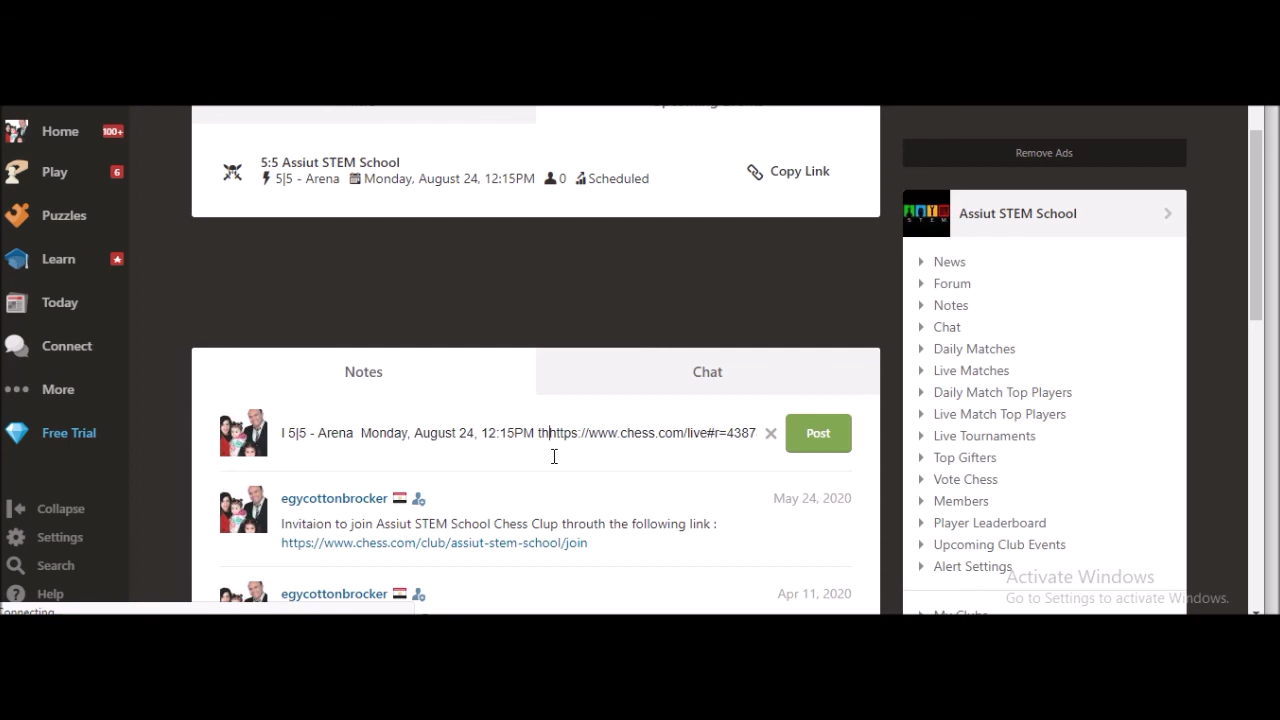 Home 100+
Play 6
Puzzles
Learn
Today
Connect
More
Free Trial
Collapse
Settings
Search
Help
Connecting...
5:5 Assiut STEM School
5|5 - Arena Monday, August 24, 12:15PM 0 Scheduled
Copy Link
Notes
Chat
l 5|5 - Arena  Monday, August 24, 12:15PM thhttps://www.chess.com/live#r=4387
Post
egycottonbrocker
May 24, 2020
Invitaion to join Assiut STEM School Chess Clup throuth the following link :
https://www.chess.com/club/assiut-stem-school/join
egycottonbrocker
Apr 11, 2020
Remove Ads
STEM
Assiut STEM School
News
Forum
Notes
Chat
Daily Matches
Live Matches
Daily Match Top Players
Live Match Top Players
Live Tournaments
Top Gifters
Vote Chess
Members
Player Leaderboard
Upcoming Club Events
Alert Settings
My Clubs
Activate Windows
Go to Settings to activate Windows.